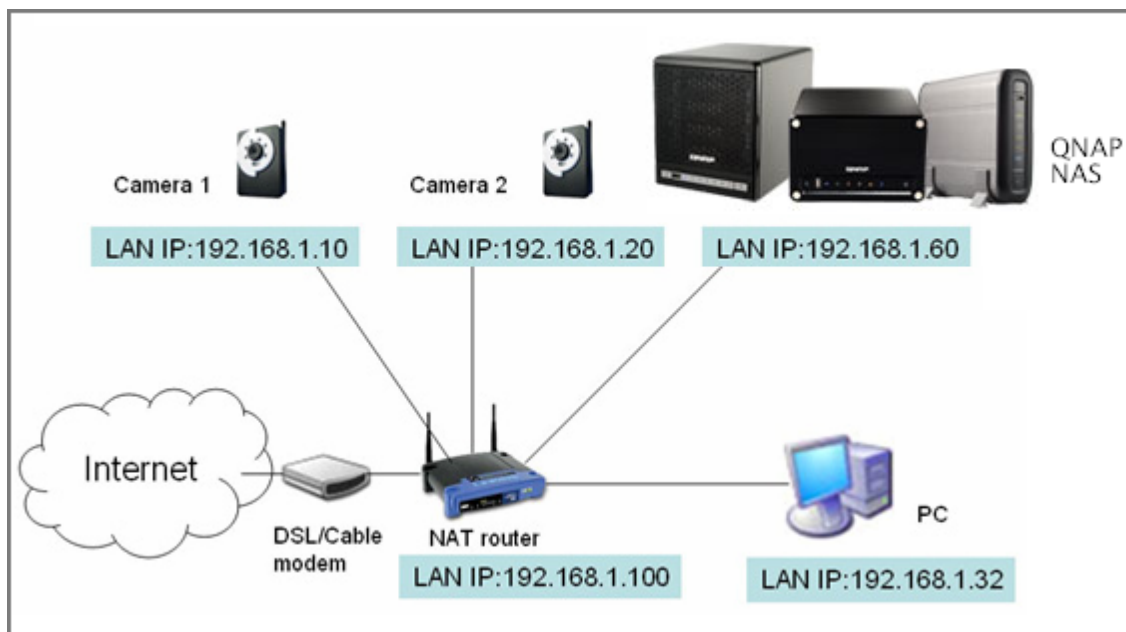 QNAP
NAS
Camera 1
Camera 2
LAN IP:192.168.1.10
LAN IP:192.168.1.20
LAN IP:192.168.1.60
Internet
DSL/Cable
modem
NAT router
PC
LAN IP:192.168.1.100
LAN IP:192.168.1.32